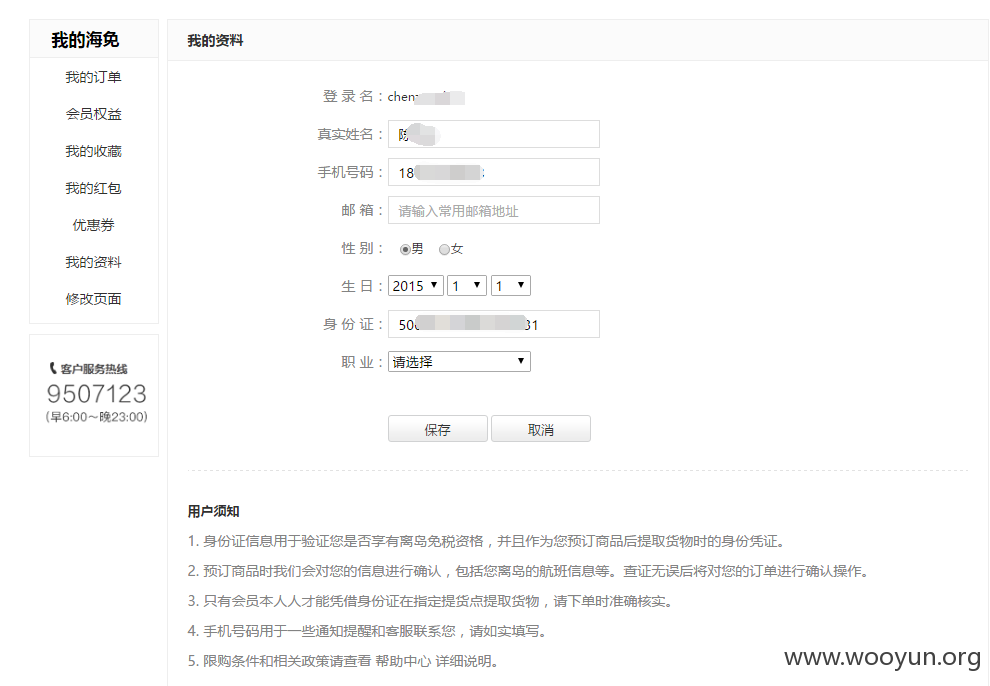 我的海免
我的订单
会员权益
我的收藏
我的红包
优惠券
我的资料
修改页面
客户服务热线
9507123
(早6:00～晚23:00)
我的资料
登 录 名：chen
真实姓名：陈
手机号码：18
邮 箱：请输入常用邮箱地址
性 别：男 女
生 日：2015 1 1
身 份 证：50 31
职 业：请选择
保存 取消
用户须知
1. 身份证信息用于验证您是否享有离岛免税资格，并且作为您预订商品后提取货物时的身份凭证。
2. 预订商品时我们会对您的信息进行确认，包括您离岛的航班信息等。查证无误后将对您的订单进行确认操作。
3. 只有会员本人人才能凭借身份证在指定提货点提取货物，请下单时准确核实。
4. 手机号码用于一些通知提醒和客服联系您，请如实填写。
5. 限购条件和相关政策请查看 帮助中心 详细说明。
www.wooyun.org